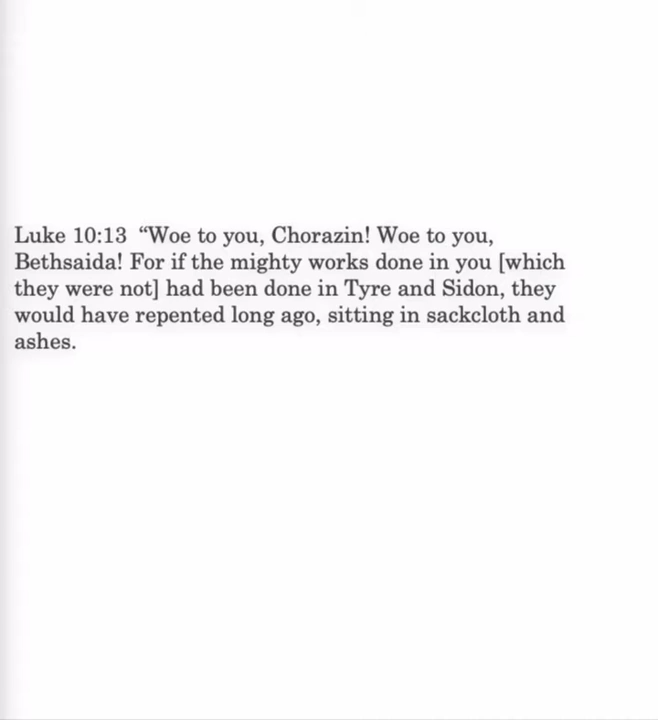 Luke 10:13 “Woe to you, Chorazin! Woe to you,
Bethsaida! For if the mighty works done in you [which
they were not] had been done in Tyre and Sidon, they
would have repented long ago, sitting in sackcloth and
ashes.